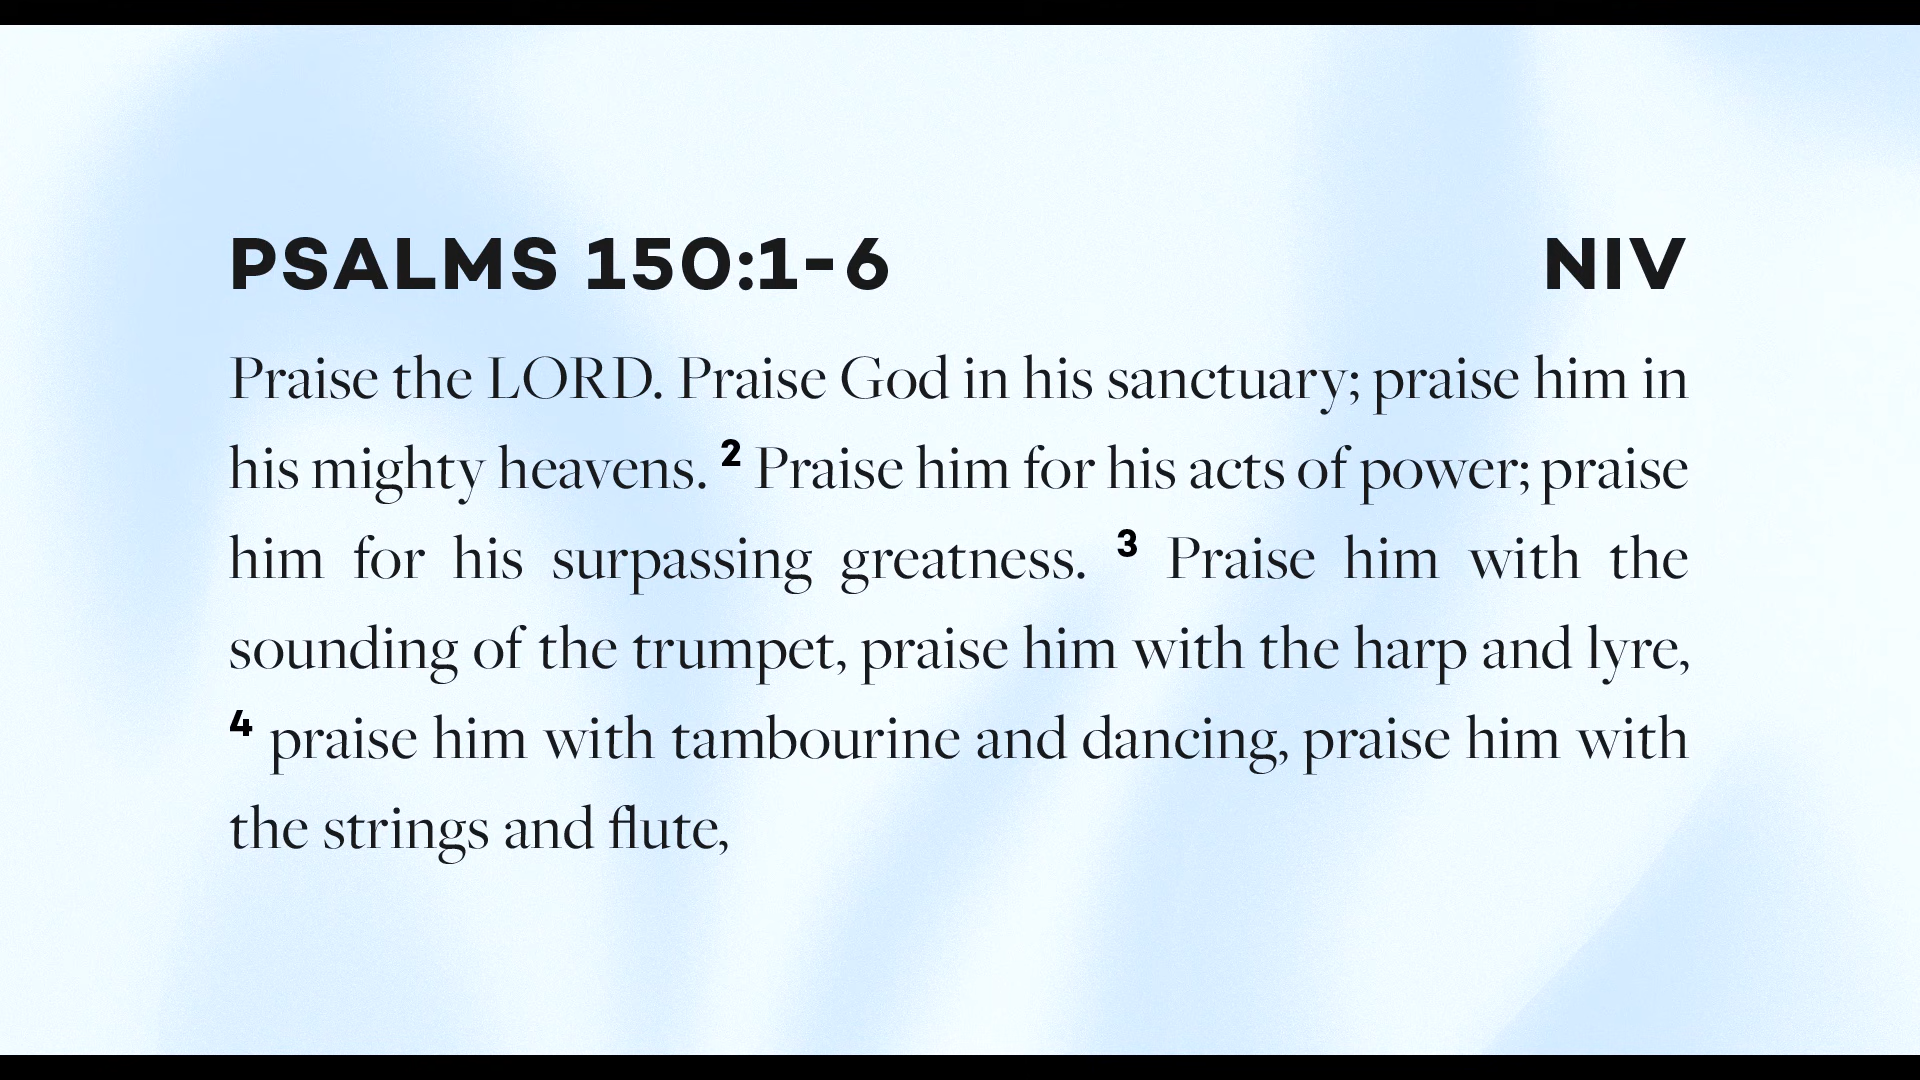 PSALMS 150:1-6 NIV
Praise the LORD. Praise God in his sanctuary; praise him in
his mighty heavens. 2 Praise him for his acts of power; praise
him for his surpassing greatness. 3 Praise him with the
sounding of the trumpet, praise him with the harp and lyre,
4 praise him with tambourine and dancing, praise him with
the strings and flute,